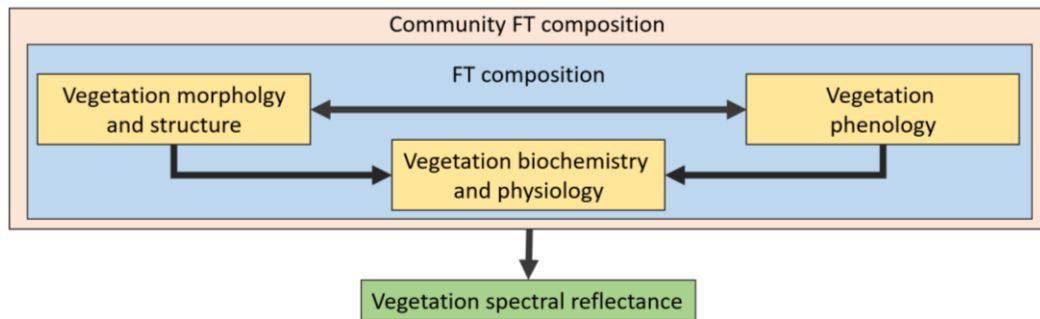 Community FT composition
FT composition
Vegetation morpholgy
and structure
Vegetation
phenology
Vegetation biochemistry
and physiology
Vegetation spectral reflectance